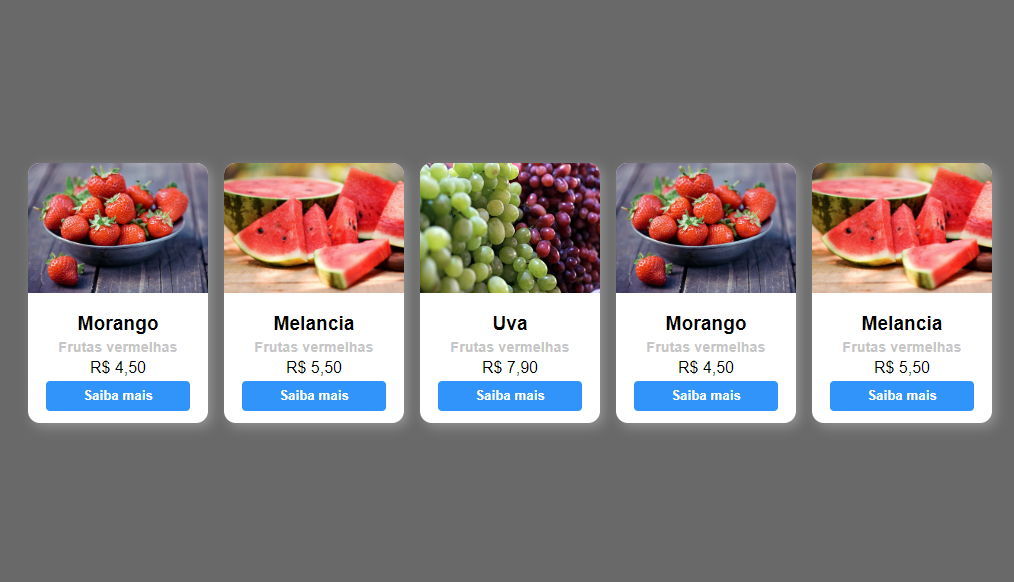 Morango
Frutas vermelhas
R$ 4,50
Saiba mais
Melancia
Frutas vermelhas
R$ 5,50
Saiba mais
Uva
Frutas vermelhas
R$ 7,90
Saiba mais
Morango
Frutas vermelhas
R$ 4,50
Saiba mais
Melancia
Frutas vermelhas
R$ 5,50
Saiba mais